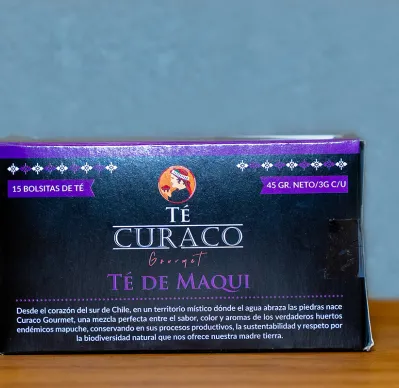 15 BOLSITAS DE TÉ
45 GR. NETO/3G C/U
TÉ
CURACO
Gourmet
TÉ DE MAQUI
Desde el corazón del sur de Chile, en un territorio místico dónde el agua abraza las piedras nace
Curaco Gourmet, una mezcla perfecta entre el sabor, color y aromas de los verdaderos huertos
endémicos mapuche, conservando en sus procesos productivos, la sustentabilidad y respeto por
la biodiversidad natural que nos ofrece nuestra madre tierra.